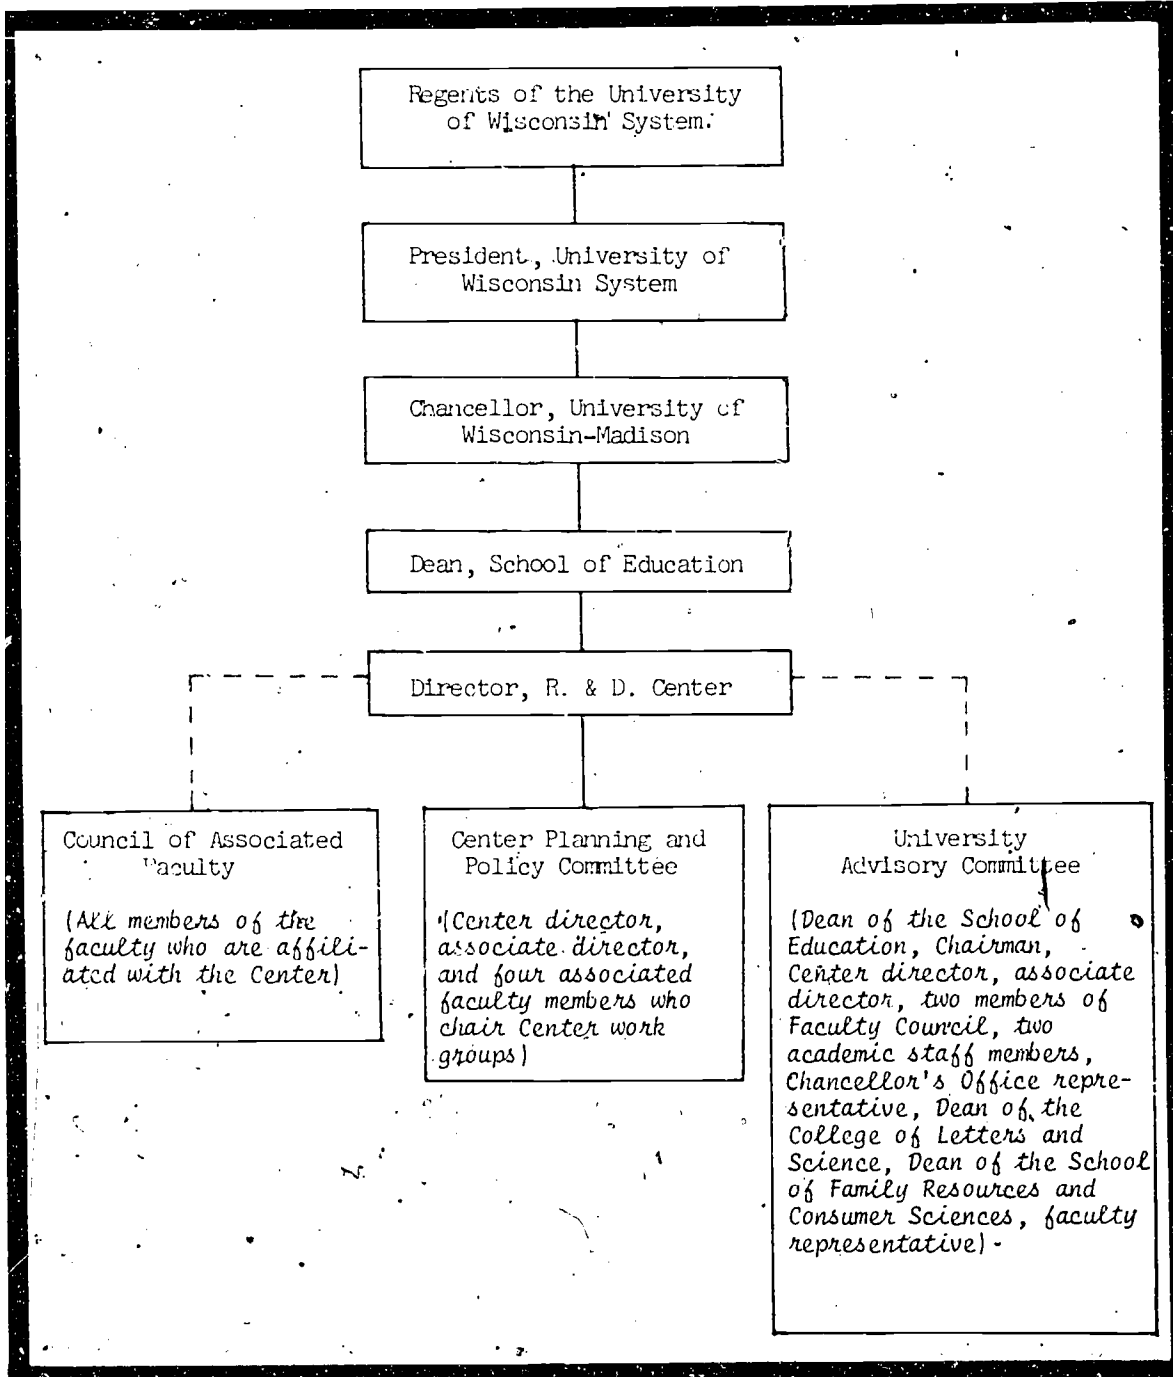 Regents of the University
of Wisconsin System.
President, University of
Wisconsin System
Chancellor, University of
Wisconsin-Madison
Dean, School of Education
Director, R. & D. Center
Council of Associated
Faculty
(All members of the
faculty who are affili-
ated with the Center)
Center Planning and
Policy Committee
(Center director,
associate director,
and four associated
faculty members who
chair Center work
groups)
University
Advisory Committee
(Dean of the School of
Education, Chairman,
Center director, associate
director, two members of
Faculty Council, two
academic staff members,
Chancellor's Office repre-
sentative, Dean of the
College of Letters and
Science, Dean of the School
of Family Resources and
Consumer Sciences, faculty
representative)